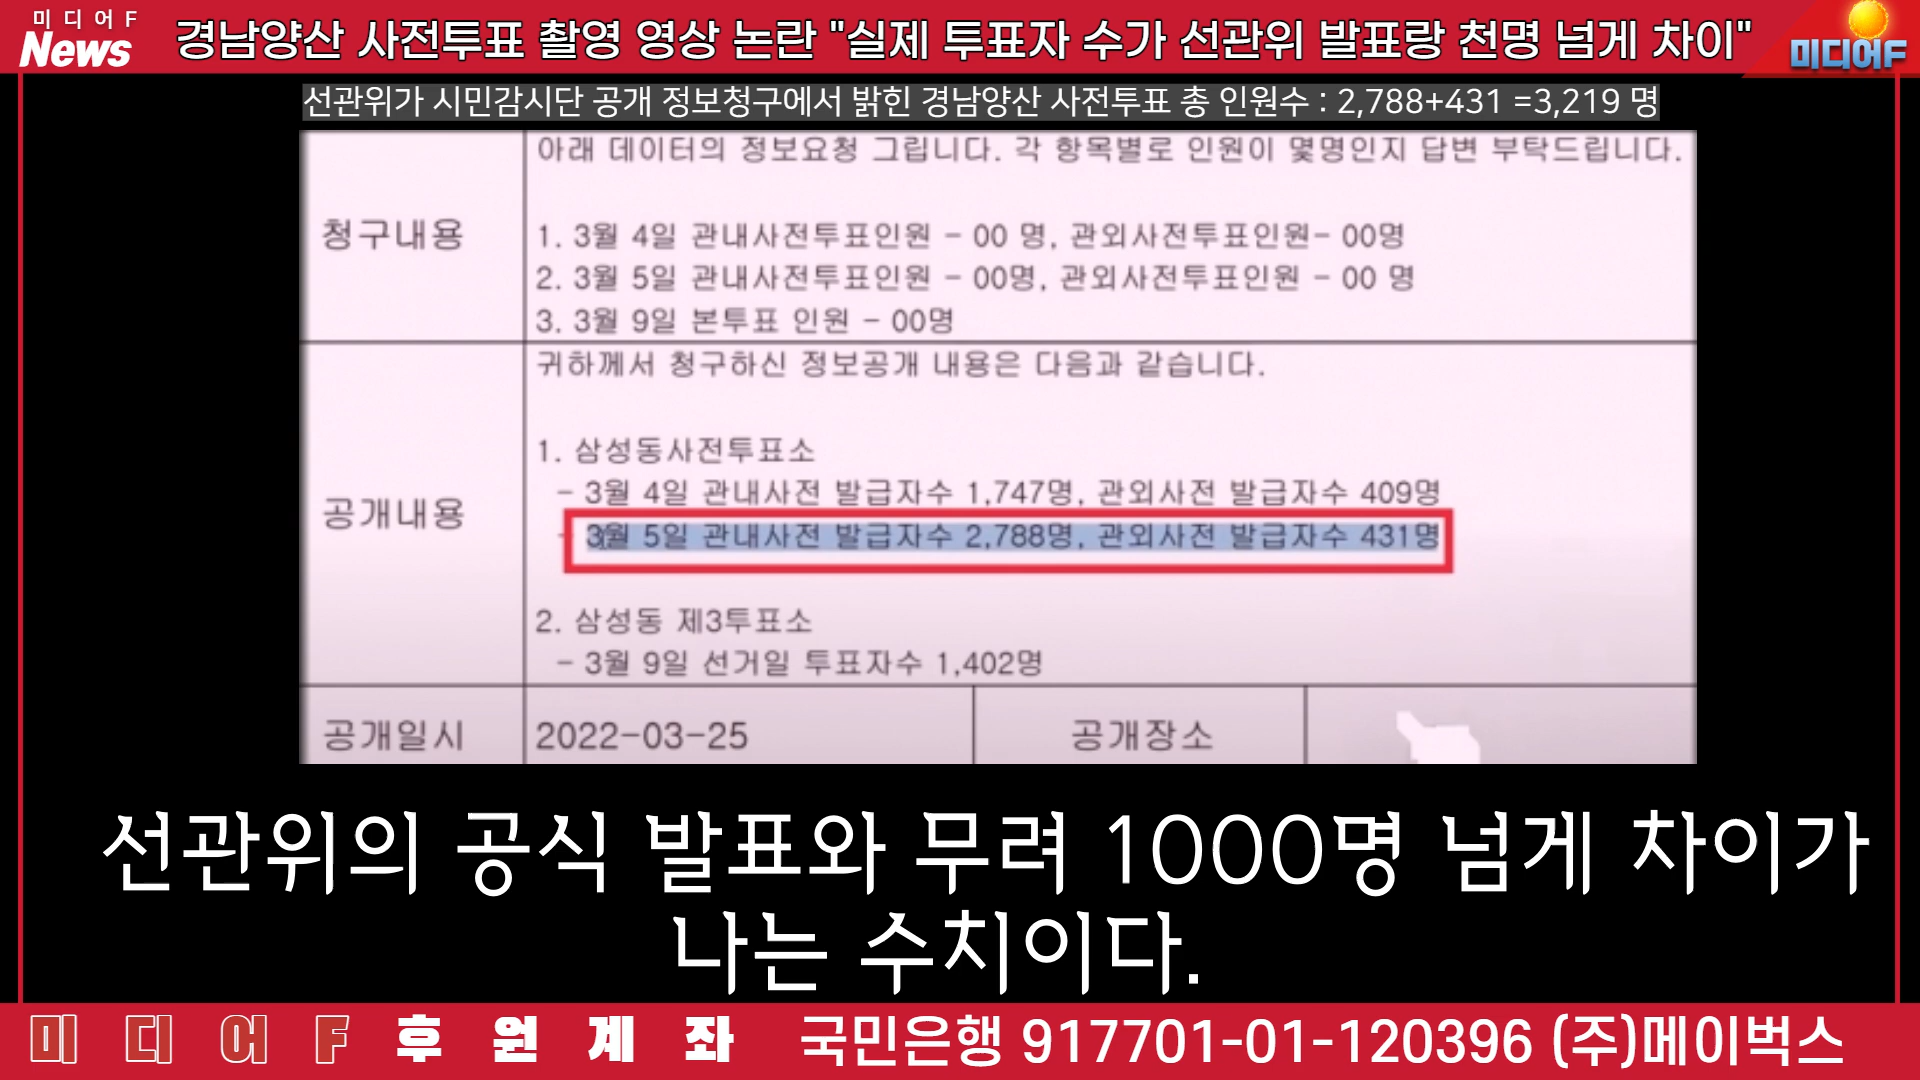 미디어F
News
경남양산 사전투표 촬영 영상 논란 "실제 투표자 수가 선관위 발표랑 천명 넘게 차이"
미디어F
선관위가 시민감시단 공개 정보청구에서 밝힌 경남양산 사전투표 총 인원수 : 2,788+431 =3,219 명
아래 데이터의 정보요청 그립니다. 각 항목별로 인원이 몇명인지 답변 부탁드립니다.
청구내용
1. 3월 4일 관내사전투표인원 - 00 명, 관외사전투표인원- 00명
2. 3월 5일 관내사전투표인원 - 00명, 관외사전투표인원 - 00 명
3. 3월 9일 본투표 인원 - 00명
귀하께서 청구하신 정보공개 내용은 다음과 같습니다.
공개내용
1. 삼성동사전투표소
- 3월 4일 관내사전 발급자수 1,747명, 관외사전 발급자수 409명
- 3월 5일 관내사전 발급자수 2,788명, 관외사전 발급자수 431명
2. 삼성동 제3투표소
- 3월 9일 선거일 투표자수 1,402명
공개일시 2022-03-25 공개장소
선관위의 공식 발표와 무려 1000명 넘게 차이가
나는 수치이다.
미디어F후원계좌 국민은행 917701-01-120396 (주)메이벅스